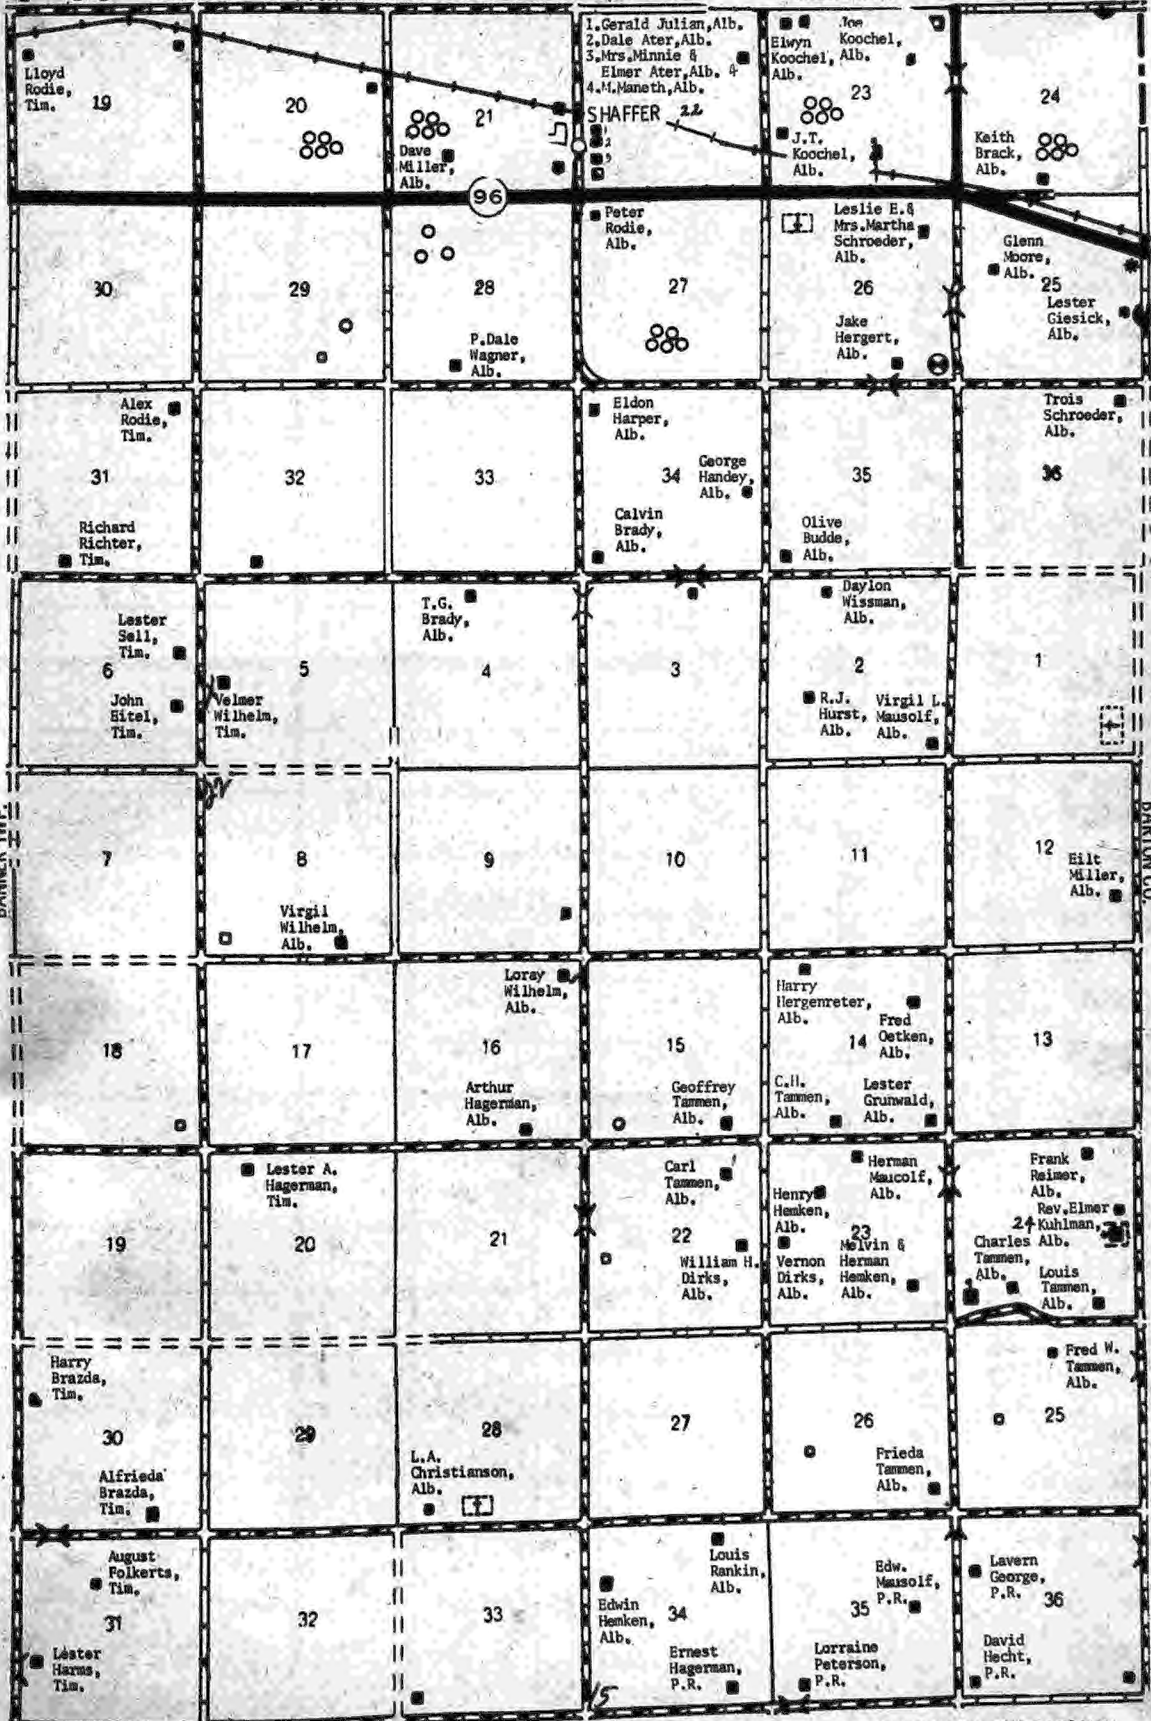 1.Gerald Julian,Alb.
2.Dale Ater,Alb.
3.Mrs.Minnie &
Elmer Ater,Alb. &
4.M.Maneth,Alb.
SHAFFER 22
1
2
3
Lloyd
Rodie,
Tim.
19
20
21
Dave
Miller,
Alb.
Elwyn
Koochel,
Alb.
Joe
Koochel,
Alb.
23
J.T.
Koochel,
Alb.
24
Keith
Brack,
Alb.
96
30
29
28
P.Dale
Wagner,
Alb.
Peter
Rodie,
Alb.
27
Leslie E.&
Mrs.Martha
Schroeder,
Alb.
26
Jake
Hergert,
Alb.
Glenn
Moore,
Alb.
25
Lester
Giesick,
Alb.
Alex
Rodie,
Tim.
31
Richard
Richter,
Tim.
32
33
Eldon
Harper,
Alb.
34
George
Handey,
Alb.
Calvin
Brady,
Alb.
35
Olive
Budde,
Alb.
Trois
Schroeder,
Alb.
36
Lester
Sell,
Tim.
6
John
Eitel,
Tim.
5
Velmer
Wilhelm,
Tim.
T.G.
Brady,
Alb.
4
3
Daylon
Wissman,
Alb.
2
R.J.
Hurst,
Alb.
Virgil L.
Mausolf,
Alb.
1
BANNER TWP.
7
8
Virgil
Wilhelm,
Alb.
9
10
11
12
Eilt
Miller,
Alb.
BARTON CO.
18
17
Loray
Wilhelm,
Alb.
16
Arthur
Hagerman,
Alb.
15
Geoffrey
Tammen,
Alb.
Harry
Hergenreter,
Alb.
14
Fred
Oetken,
Alb.
C.H.
Tammen,
Alb.
Lester
Grunwald,
Alb.
13
19
Lester A.
Hagerman,
Tim.
20
21
Carl
Tammen,
Alb.
22
William H.
Dirks,
Alb.
Herman
Maucolf,
Alb.
Henry
Hemken,
Alb.
23
Vernon
Dirks,
Alb.
Melvin &
Herman
Hemken,
Alb.
Frank
Reimer,
Alb.
Rev.Elmer
Kuhlman,
Alb.
24
Charles
Tammen,
Alb.
Louis
Tammen,
Alb.
Harry
Brazda,
Tim.
30
Alfrieda
Brazda,
Tim.
29
28
L.A.
Christianson,
Alb.
27
26
Frieda
Tammen,
Alb.
Fred W.
Tammen,
Alb.
25
August
Folkerts,
Tim.
31
Lester
Harms,
Tim.
32
33
Louis
Rankin,
Alb.
Edwin
Hemken,
Alb.
34
Ernest
Hagerman,
P.R.
Edw.
Mausolf,
P.R.
35
Lorraine
Peterson,
P.R.
Lavern
George,
P.R.
36
David
Hecht,
P.R.
15